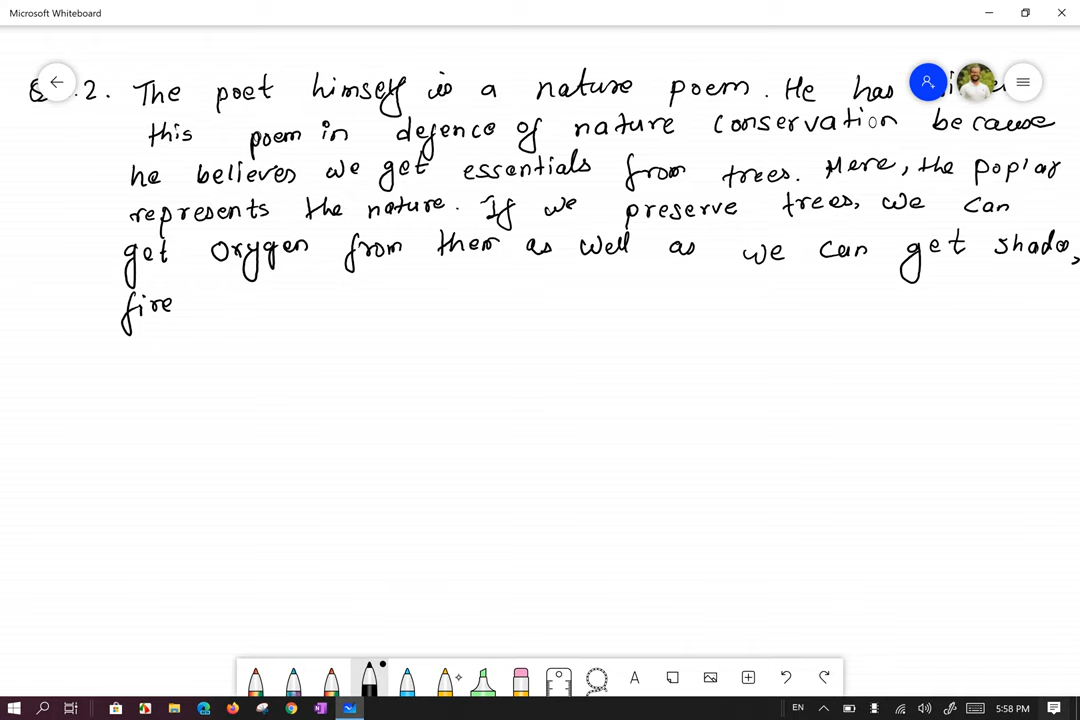 Microsoft Whiteboard
2. The poet himself is a nature poem. He has
this poem in defence of nature conservation because
he believes we get essentials from trees. Here, the poplar
represents the nature. If we preserve trees, we can
get oxygen from them as well as we can get shade,
fire
A
EN
5:58 PM